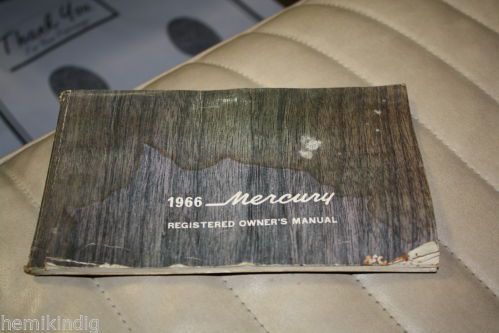 Thank You
1966 Mercury
REGISTERED OWNER'S MANUAL
hemikindig